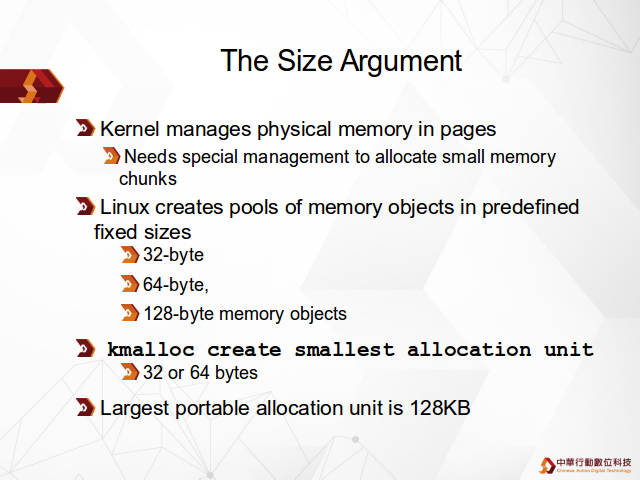 The Size Argument
Kernel manages physical memory in pages
Needs special management to allocate small memory
chunks
Linux creates pools of memory objects in predefined
fixed sizes
32-byte
64-byte,
128-byte memory objects
kmalloc create smallest allocation unit
32 or 64 bytes
Largest portable allocation unit is 128KB
中華行動數位科技
Chinese Action Digital Technology